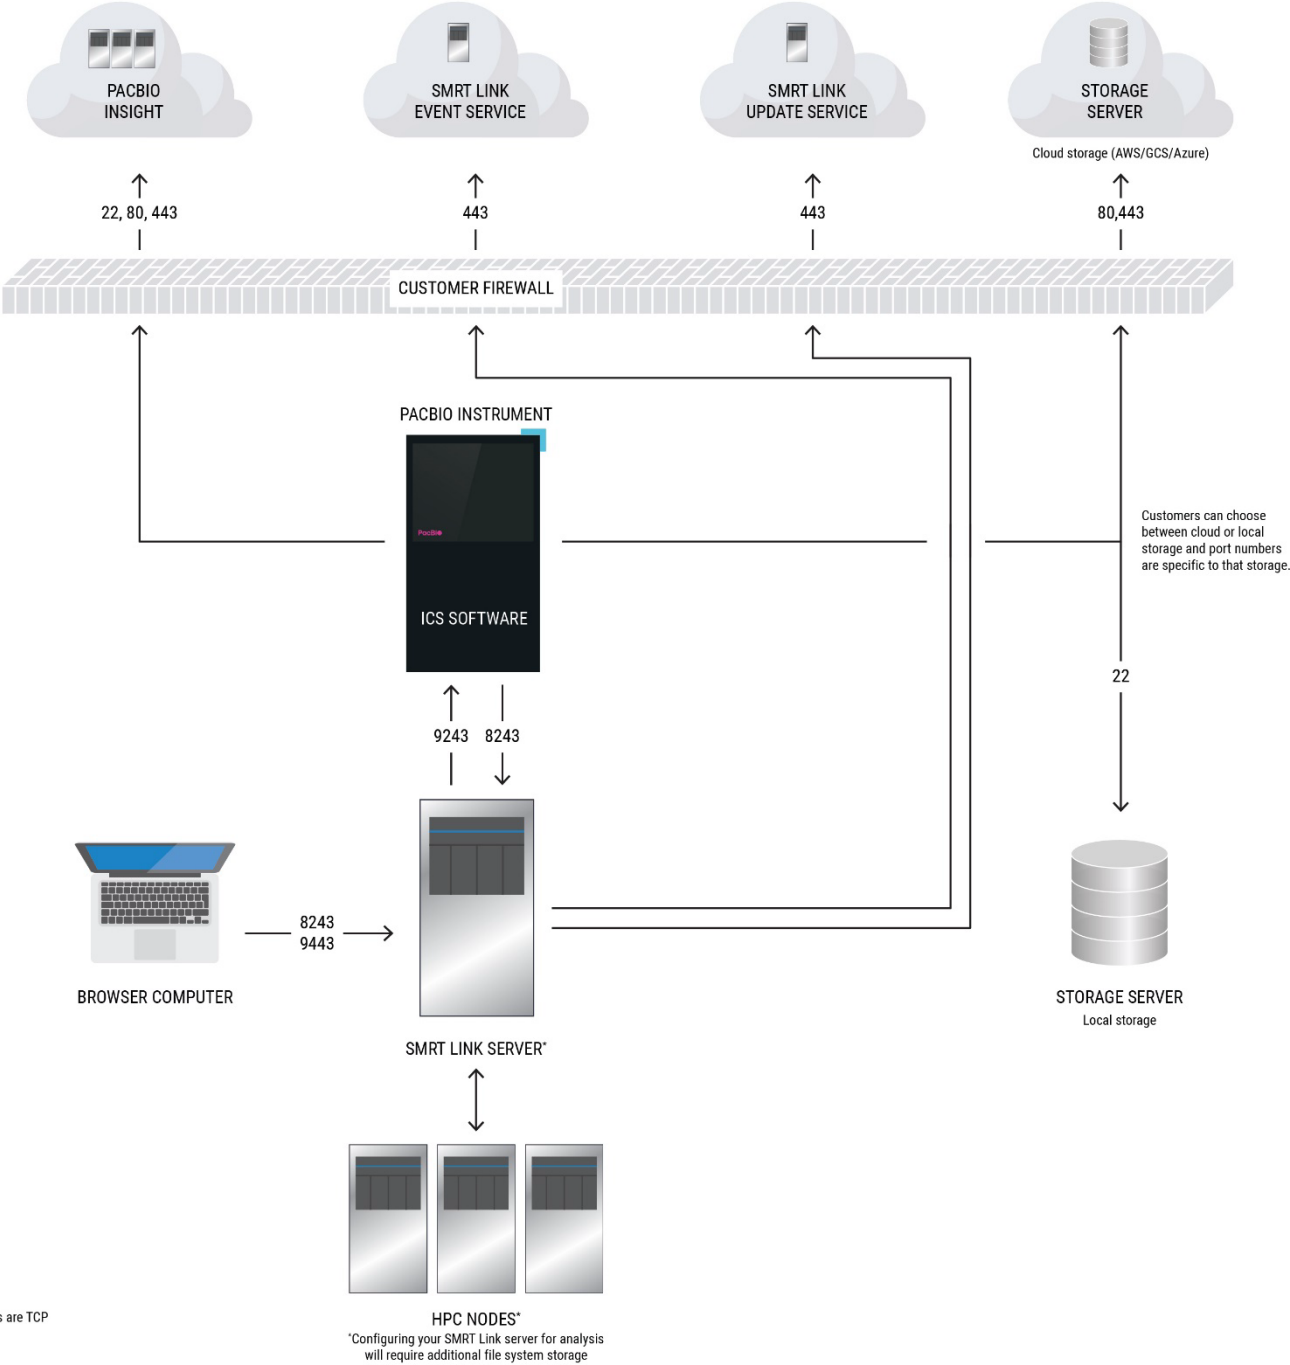 PACBIO
INSIGHT
SMRT LINK
EVENT SERVICE
SMRT LINK
UPDATE SERVICE
STORAGE
SERVER
Cloud storage (AWS/GCS/Azure)
22, 80, 443
443
443
80,443
CUSTOMER FIREWALL
PACBIO INSTRUMENT
PacBio
ICS SOFTWARE
Customers can choose
between cloud or local
storage and port numbers
are specific to that storage.
22
9243
8243
8243
9443
BROWSER COMPUTER
SMRT LINK SERVER*
STORAGE SERVER
Local storage
HPC NODES*
*Configuring your SMRT Link server for analysis
will require additional file system storage
are TCP